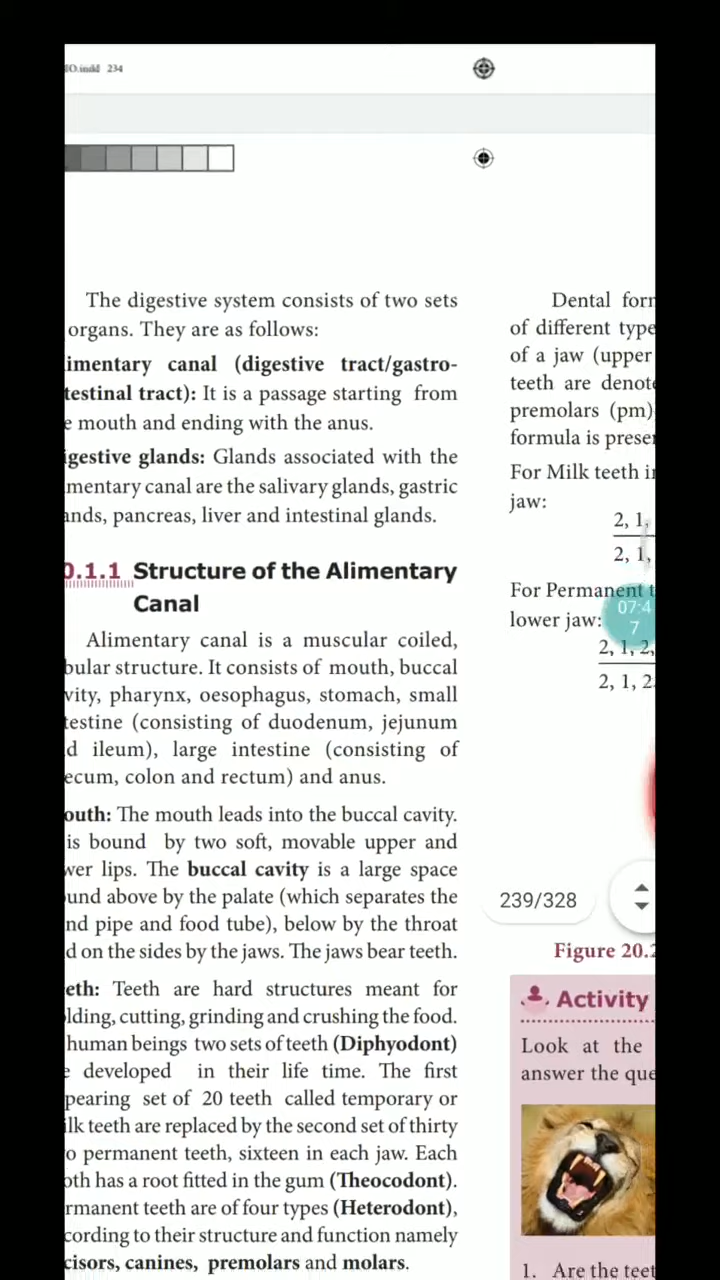 IO.indd 234
The digestive system consists of two sets
organs. They are as follows:
imentary canal (digestive tract/gastro-
testinal tract): It is a passage starting from
e mouth and ending with the anus.
igestive glands: Glands associated with the
mentary canal are the salivary glands, gastric
ands, pancreas, liver and intestinal glands.
0.1.1 Structure of the Alimentary
Canal
Alimentary canal is a muscular coiled,
bular structure. It consists of mouth, buccal
vity, pharynx, oesophagus, stomach, small
testine (consisting of duodenum, jejunum
d ileum), large intestine (consisting of
ecum, colon and rectum) and anus.
outh: The mouth leads into the buccal cavity.
is bound by two soft, movable upper and
wer lips. The buccal cavity is a large space
und above by the palate (which separates the
nd pipe and food tube), below by the throat
d on the sides by the jaws. The jaws bear teeth.
eth: Teeth are hard structures meant for
lding, cutting, grinding and crushing the food.
human beings two sets of teeth (Diphyodont)
e developed in their life time. The first
pearing set of 20 teeth called temporary or
ilk teeth are replaced by the second set of thirty
o permanent teeth, sixteen in each jaw. Each
oth has a root fitted in the gum (Theocodont).
rmanent teeth are of four types (Heterodont),
cording to their structure and function namely
cisors, canines, premolars and molars.
Dental form
of different type
of a jaw (upper
teeth are denote
premolars (pm)
formula is prese
For Milk teeth in
jaw:
2, 1,
2, 1,
For Permanent t
lower jaw:
07:4
7
2, 1, 2,
2, 1, 2
239/328
Figure 20.2
Activity
Look at the
answer the que
1. Are the teet